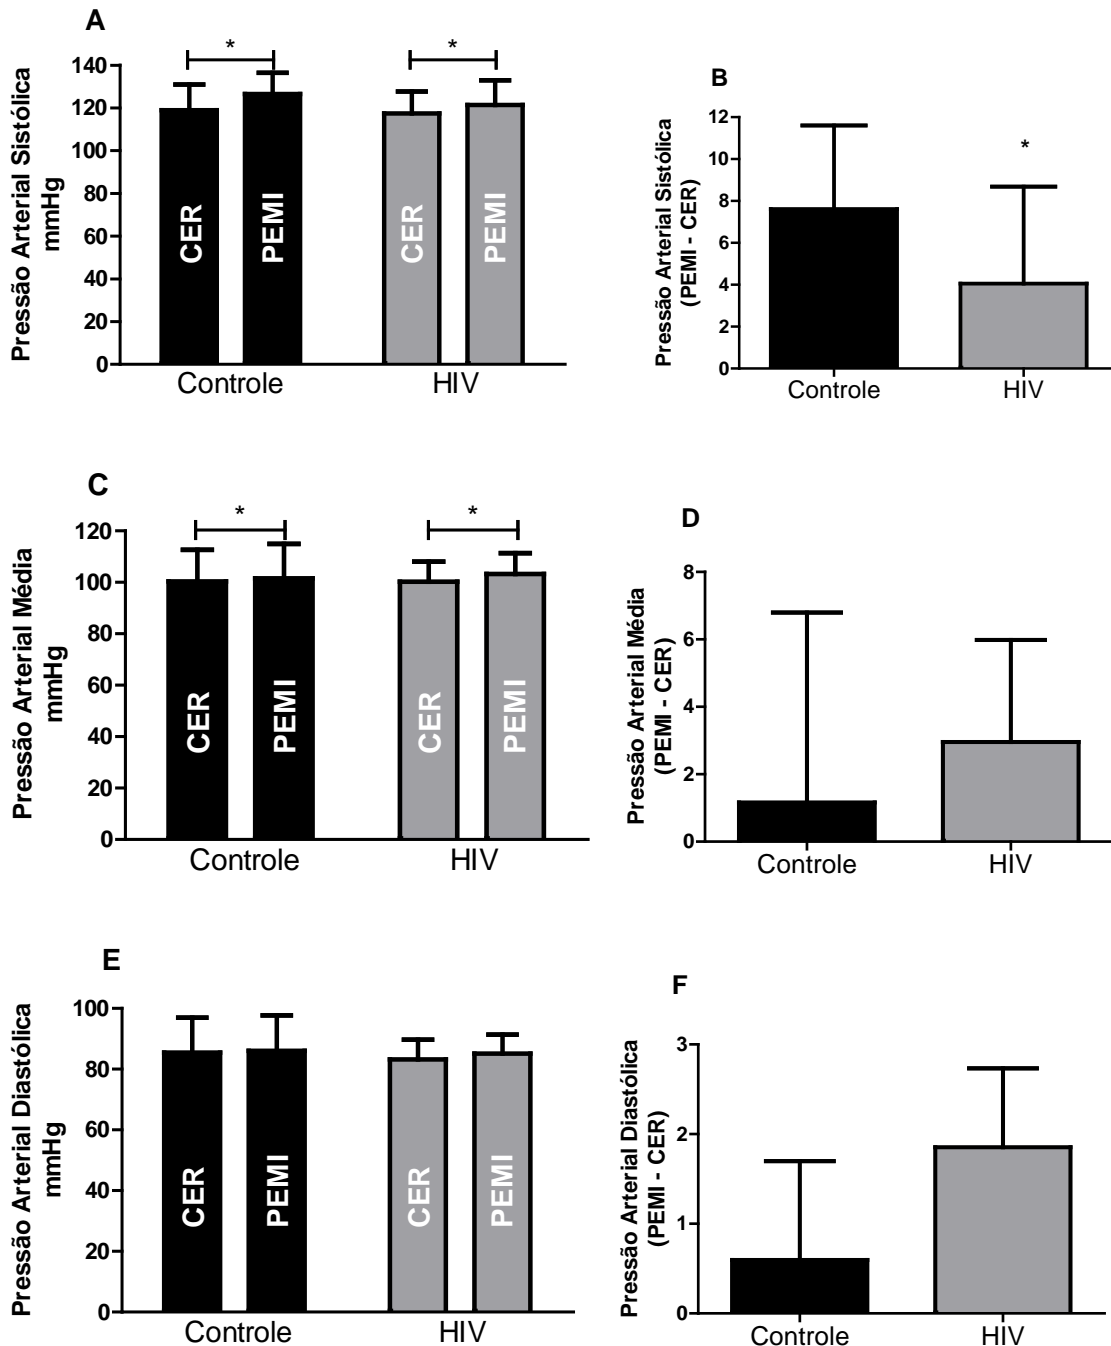 A
Pressão Arterial Sistólica
mmHg
140
120
100
80
60
40
20
0
*
*
CER
PEMI
CER
PEMI
Controle
HIV
B
Pressão Arterial Sistólica
(PEMI - CER)
12
10
8
6
4
2
0
*
Controle
HIV
C
Pressão Arterial Média
mmHg
120
100
80
60
40
20
0
*
*
CER
PEMI
CER
PEMI
Controle
HIV
D
Pressão Arterial Média
(PEMI - CER)
8
6
4
2
0
Controle
HIV
E
Pressão Arterial Diastólica
mmHg
100
80
60
40
20
0
CER
PEMI
CER
PEMI
Controle
HIV
F
Pressão Arterial Diastólica
(PEMI - CER)
3
2
1
0
Controle
HIV